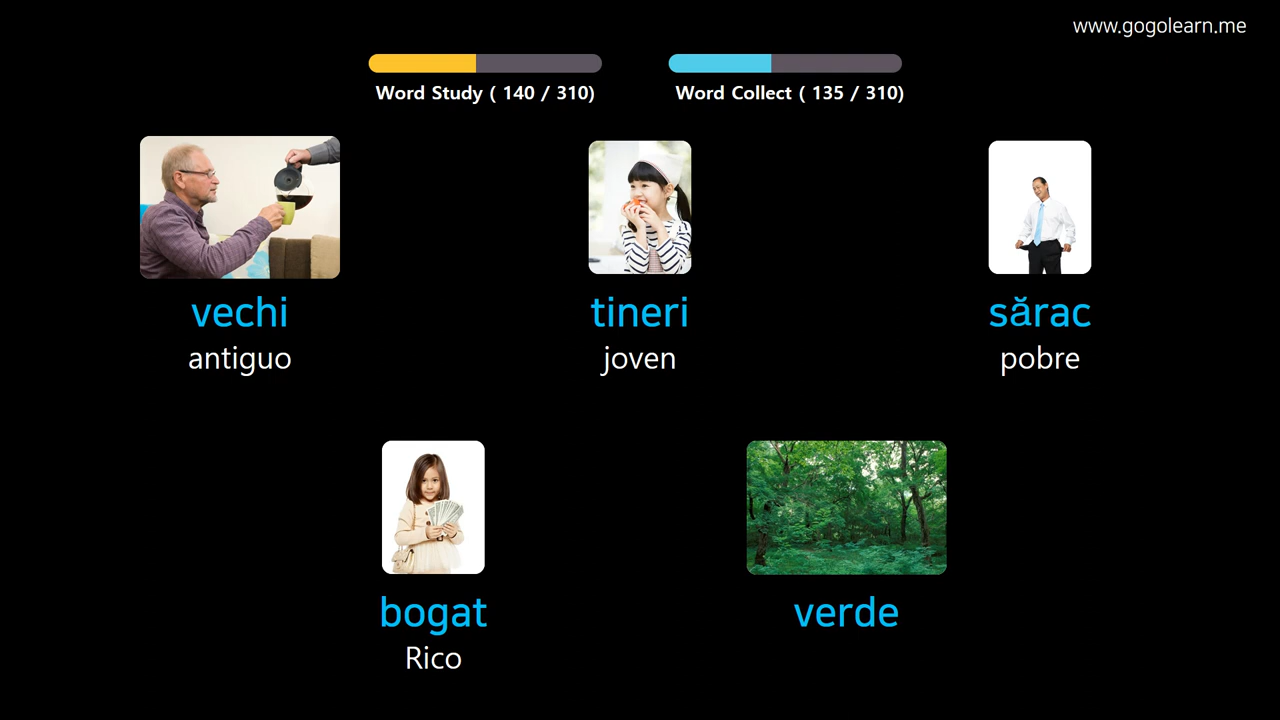 www.gogolearn.me
Word Study ( 140 / 310)
Word Collect ( 135 / 310)
vechi
antiguo
tineri
joven
sărac
pobre
bogat
Rico
verde